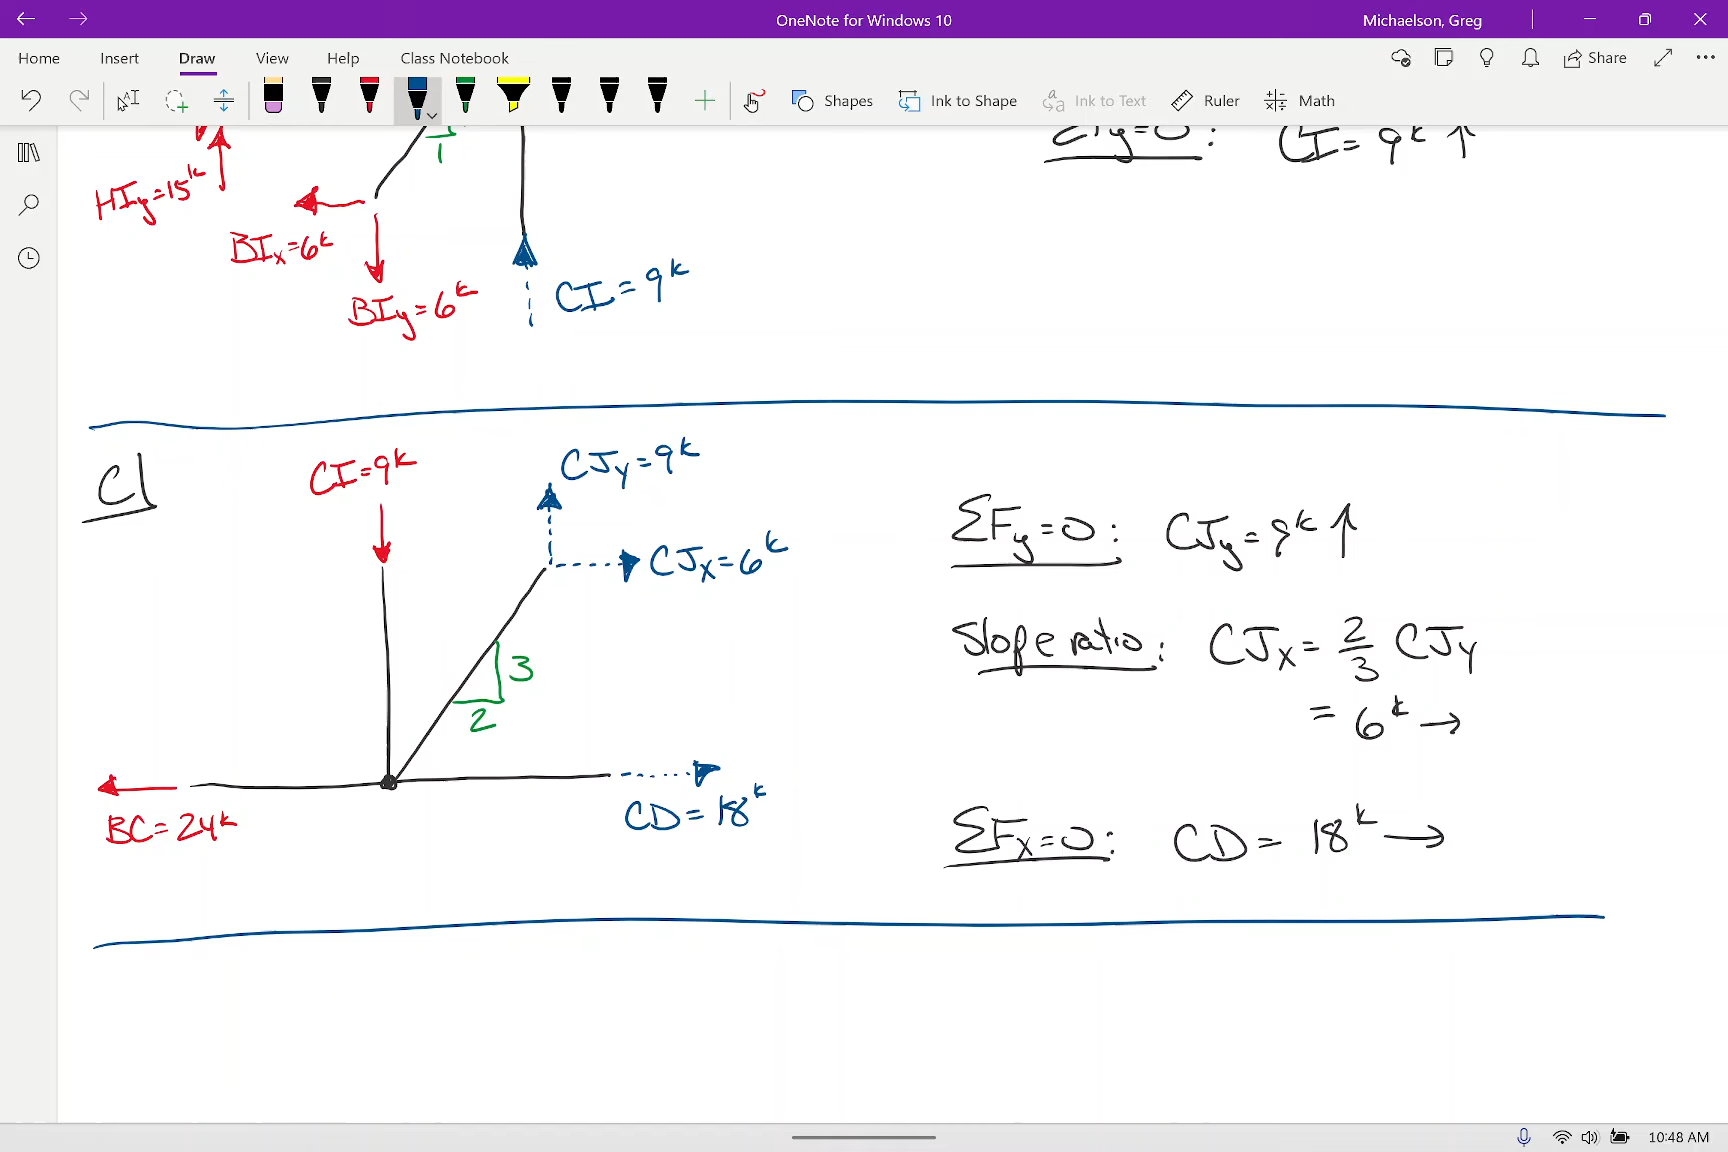 OneNote for Windows 10
Michaelson, Greg
Home Insert Draw View Help Class Notebook
Share
Shapes Ink to Shape Ink to Text Ruler Math
1
ΣFy=0: CI= 9k ↑
HIy=15k
BIx=6k
BIy=6k
CI=9k
C
CI=9k
CJy=9k
CJx=6k
3
2
BC=24k
CD=18k
ΣFy=0: CJy=9k ↑
Slope ratio: CJx= 2/3 CJy
= 6k →
ΣFx=0: CD= 18k →
10:48 AM